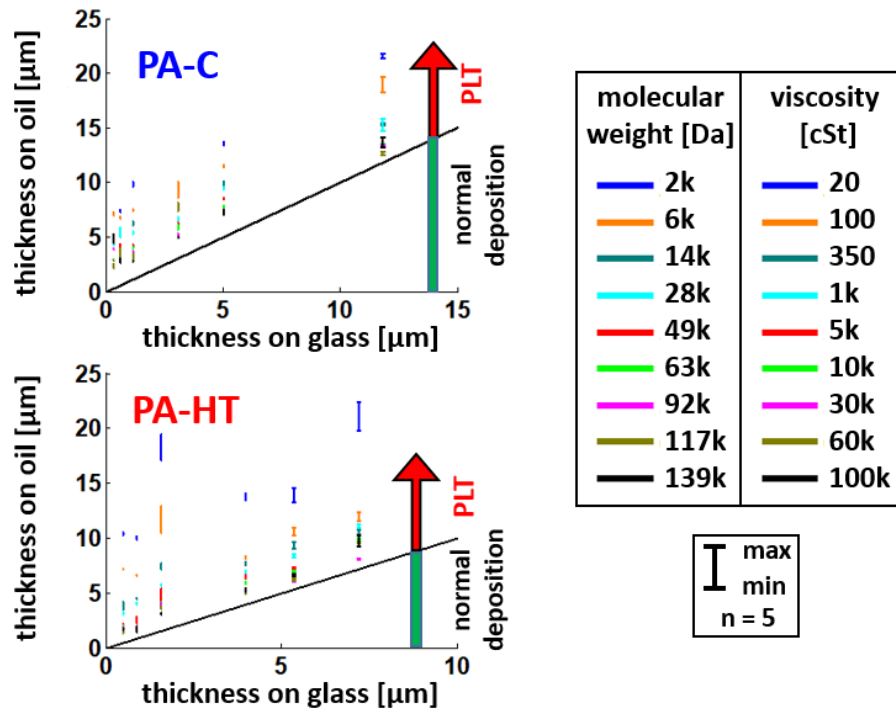 PA-C
thickness on oil [µm]
25
20
15
10
5
0
0
5
10
15
thickness on glass [µm]
PLT
normal
deposition
PA-HT
thickness on oil [µm]
25
20
15
10
5
0
0
5
10
thickness on glass [µm]
PLT
normal
deposition
molecular
weight [Da]
viscosity
[cSt]
2k 20
6k 100
14k 350
28k 1k
49k 5k
63k 10k
92k 30k
117k 60k
139k 100k
max
min
n = 5